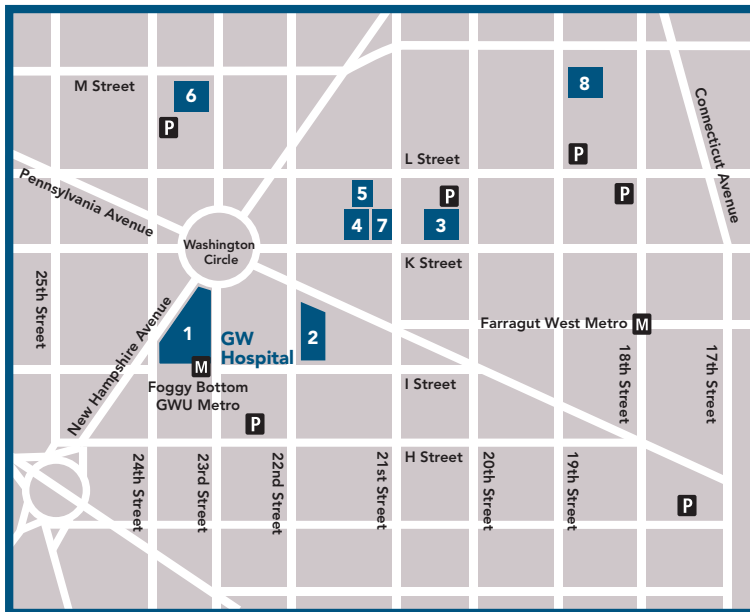 M Street
6
8
P
Connecticut Avenue
L Street
P
P
P
Pennsylvania Avenue
5
4
7
3
Washington
Circle
K Street
25th Street
New Hampshire Avenue
1
GW
Hospital
2
Farragut West Metro
M
M
Foggy Bottom
GWU Metro
I Street
18th Street
17th Street
P
H Street
24th Street
23rd Street
22nd Street
21st Street
20th Street
19th Street
P